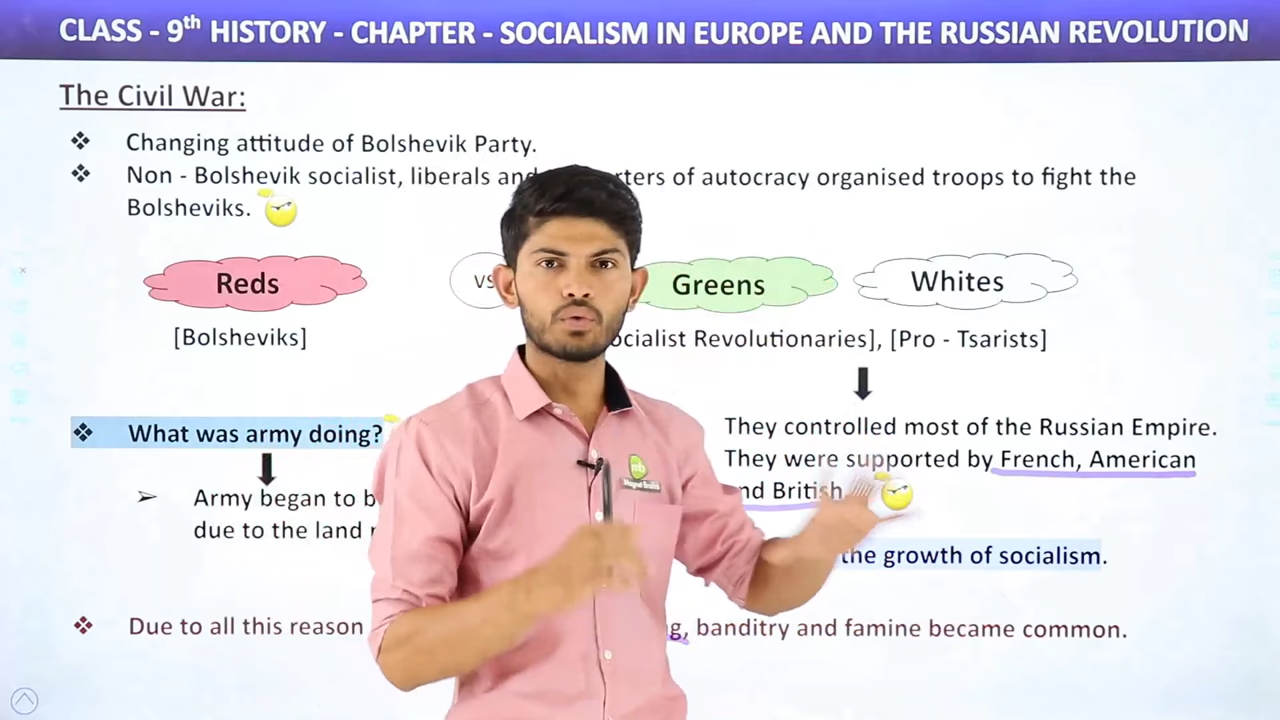 CLASS - 9th HISTORY - CHAPTER - SOCIALISM IN EUROPE AND THE RUSSIAN REVOLUTION
The Civil War:
Changing attitude of Bolshevik Party.
Non - Bolshevik socialist, liberals and of autocracy organised troops to fight the
Bolsheviks.
Reds
VS
Greens
Whites
[Bolsheviks]
Revolutionaries], [Pro - Tsarists]
What was army doing?
They controlled most of the Russian Empire.
They were supported by French, American
British
Army began to
due to the land
the growth of socialism.
Due to all this reason banditry and famine became common.